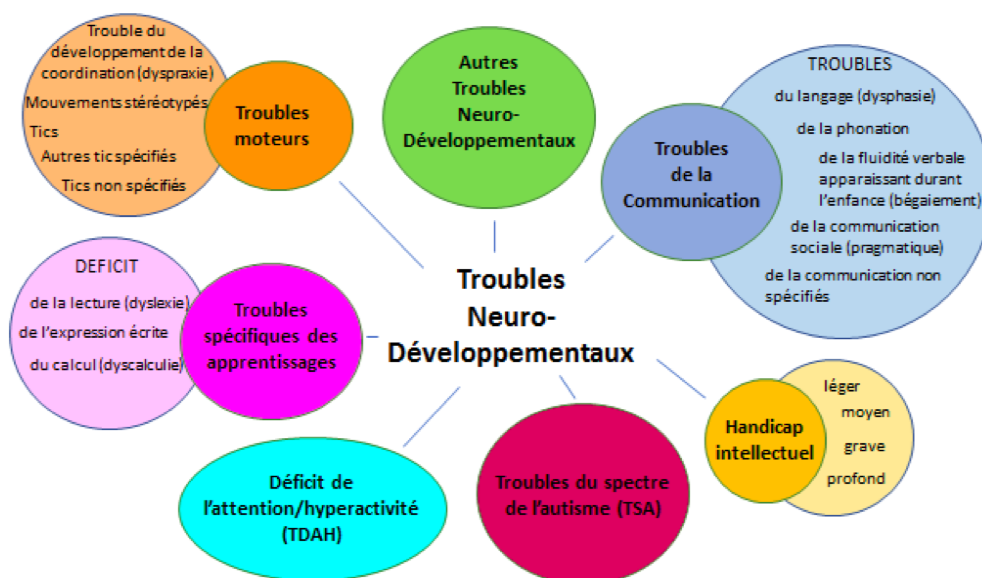 Trouble du
développement de la
coordination (dyspraxie)
Mouvements stéréotypés
Tics
Autres tic spécifiés
Tics non spécifiés
Troubles
moteurs
Autres
Troubles
Neuro-
Développementaux
Troubles
de la
Communication
TROUBLES
du langage (dysphasie)
de la phonation
de la fluidité verbale
apparaissant durant
l'enfance (bégaiement)
de la communication
sociale (pragmatique)
de la communication non
spécifiés
DEFICIT
de la lecture (dyslexie)
de l'expression écrite
du calcul (dyscalculie)
Troubles
spécifiques des
apprentissages
Troubles
Neuro-
Développementaux
Handicap
intellectuel
léger
moyen
grave
profond
Déficit de
l'attention/hyperactivité
(TDAH)
Troubles du spectre
de l'autisme (TSA)